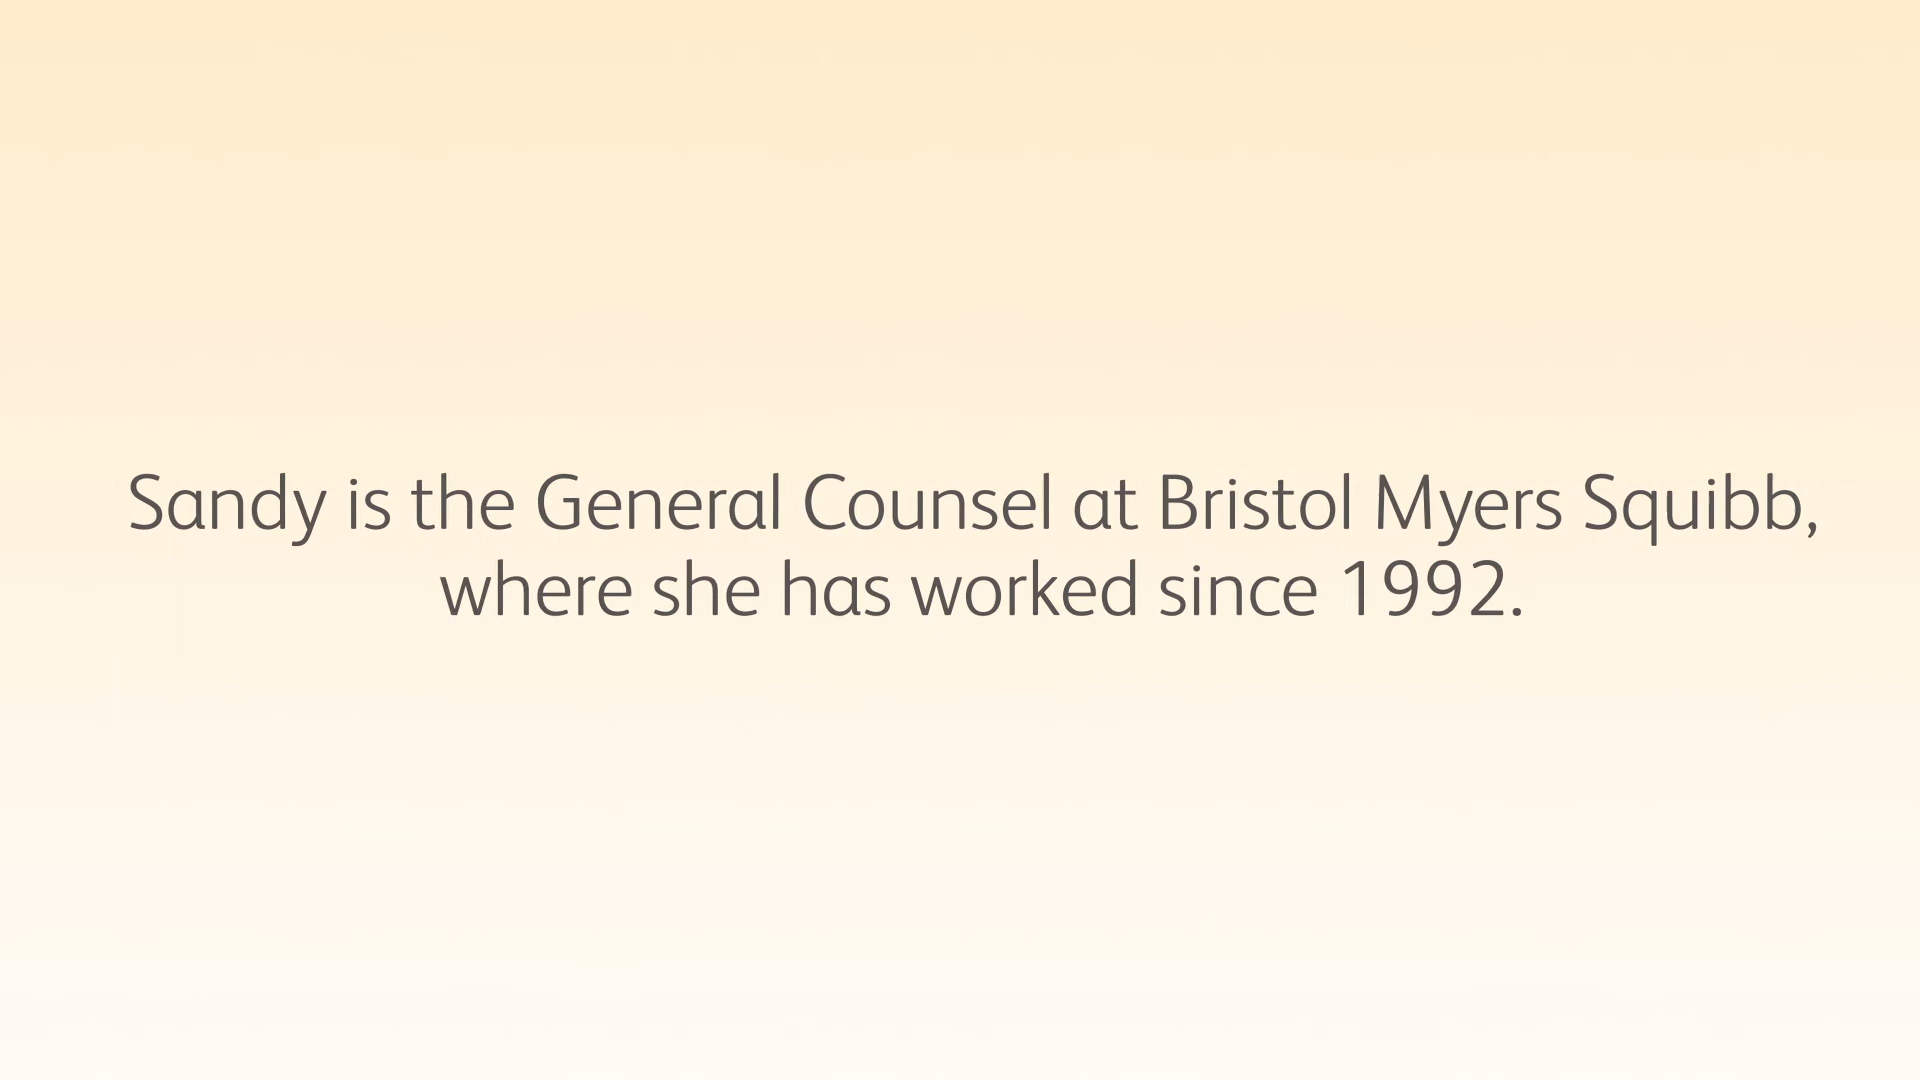 Sandy is the General Counsel at Bristol Myers Squibb,
where she has worked since 1992.